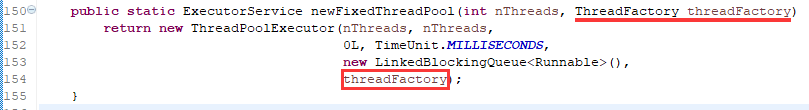 150 public static ExecutorService newFixedThreadPool(int nThreads, ThreadFactory threadFactory)
151 return new ThreadPoolExecutor(nThreads, nThreads,
152 0L, TimeUnit.MILLISECONDS,
153 new LinkedBlockingQueue<Runnable>(),
154 threadFactory);
155 }